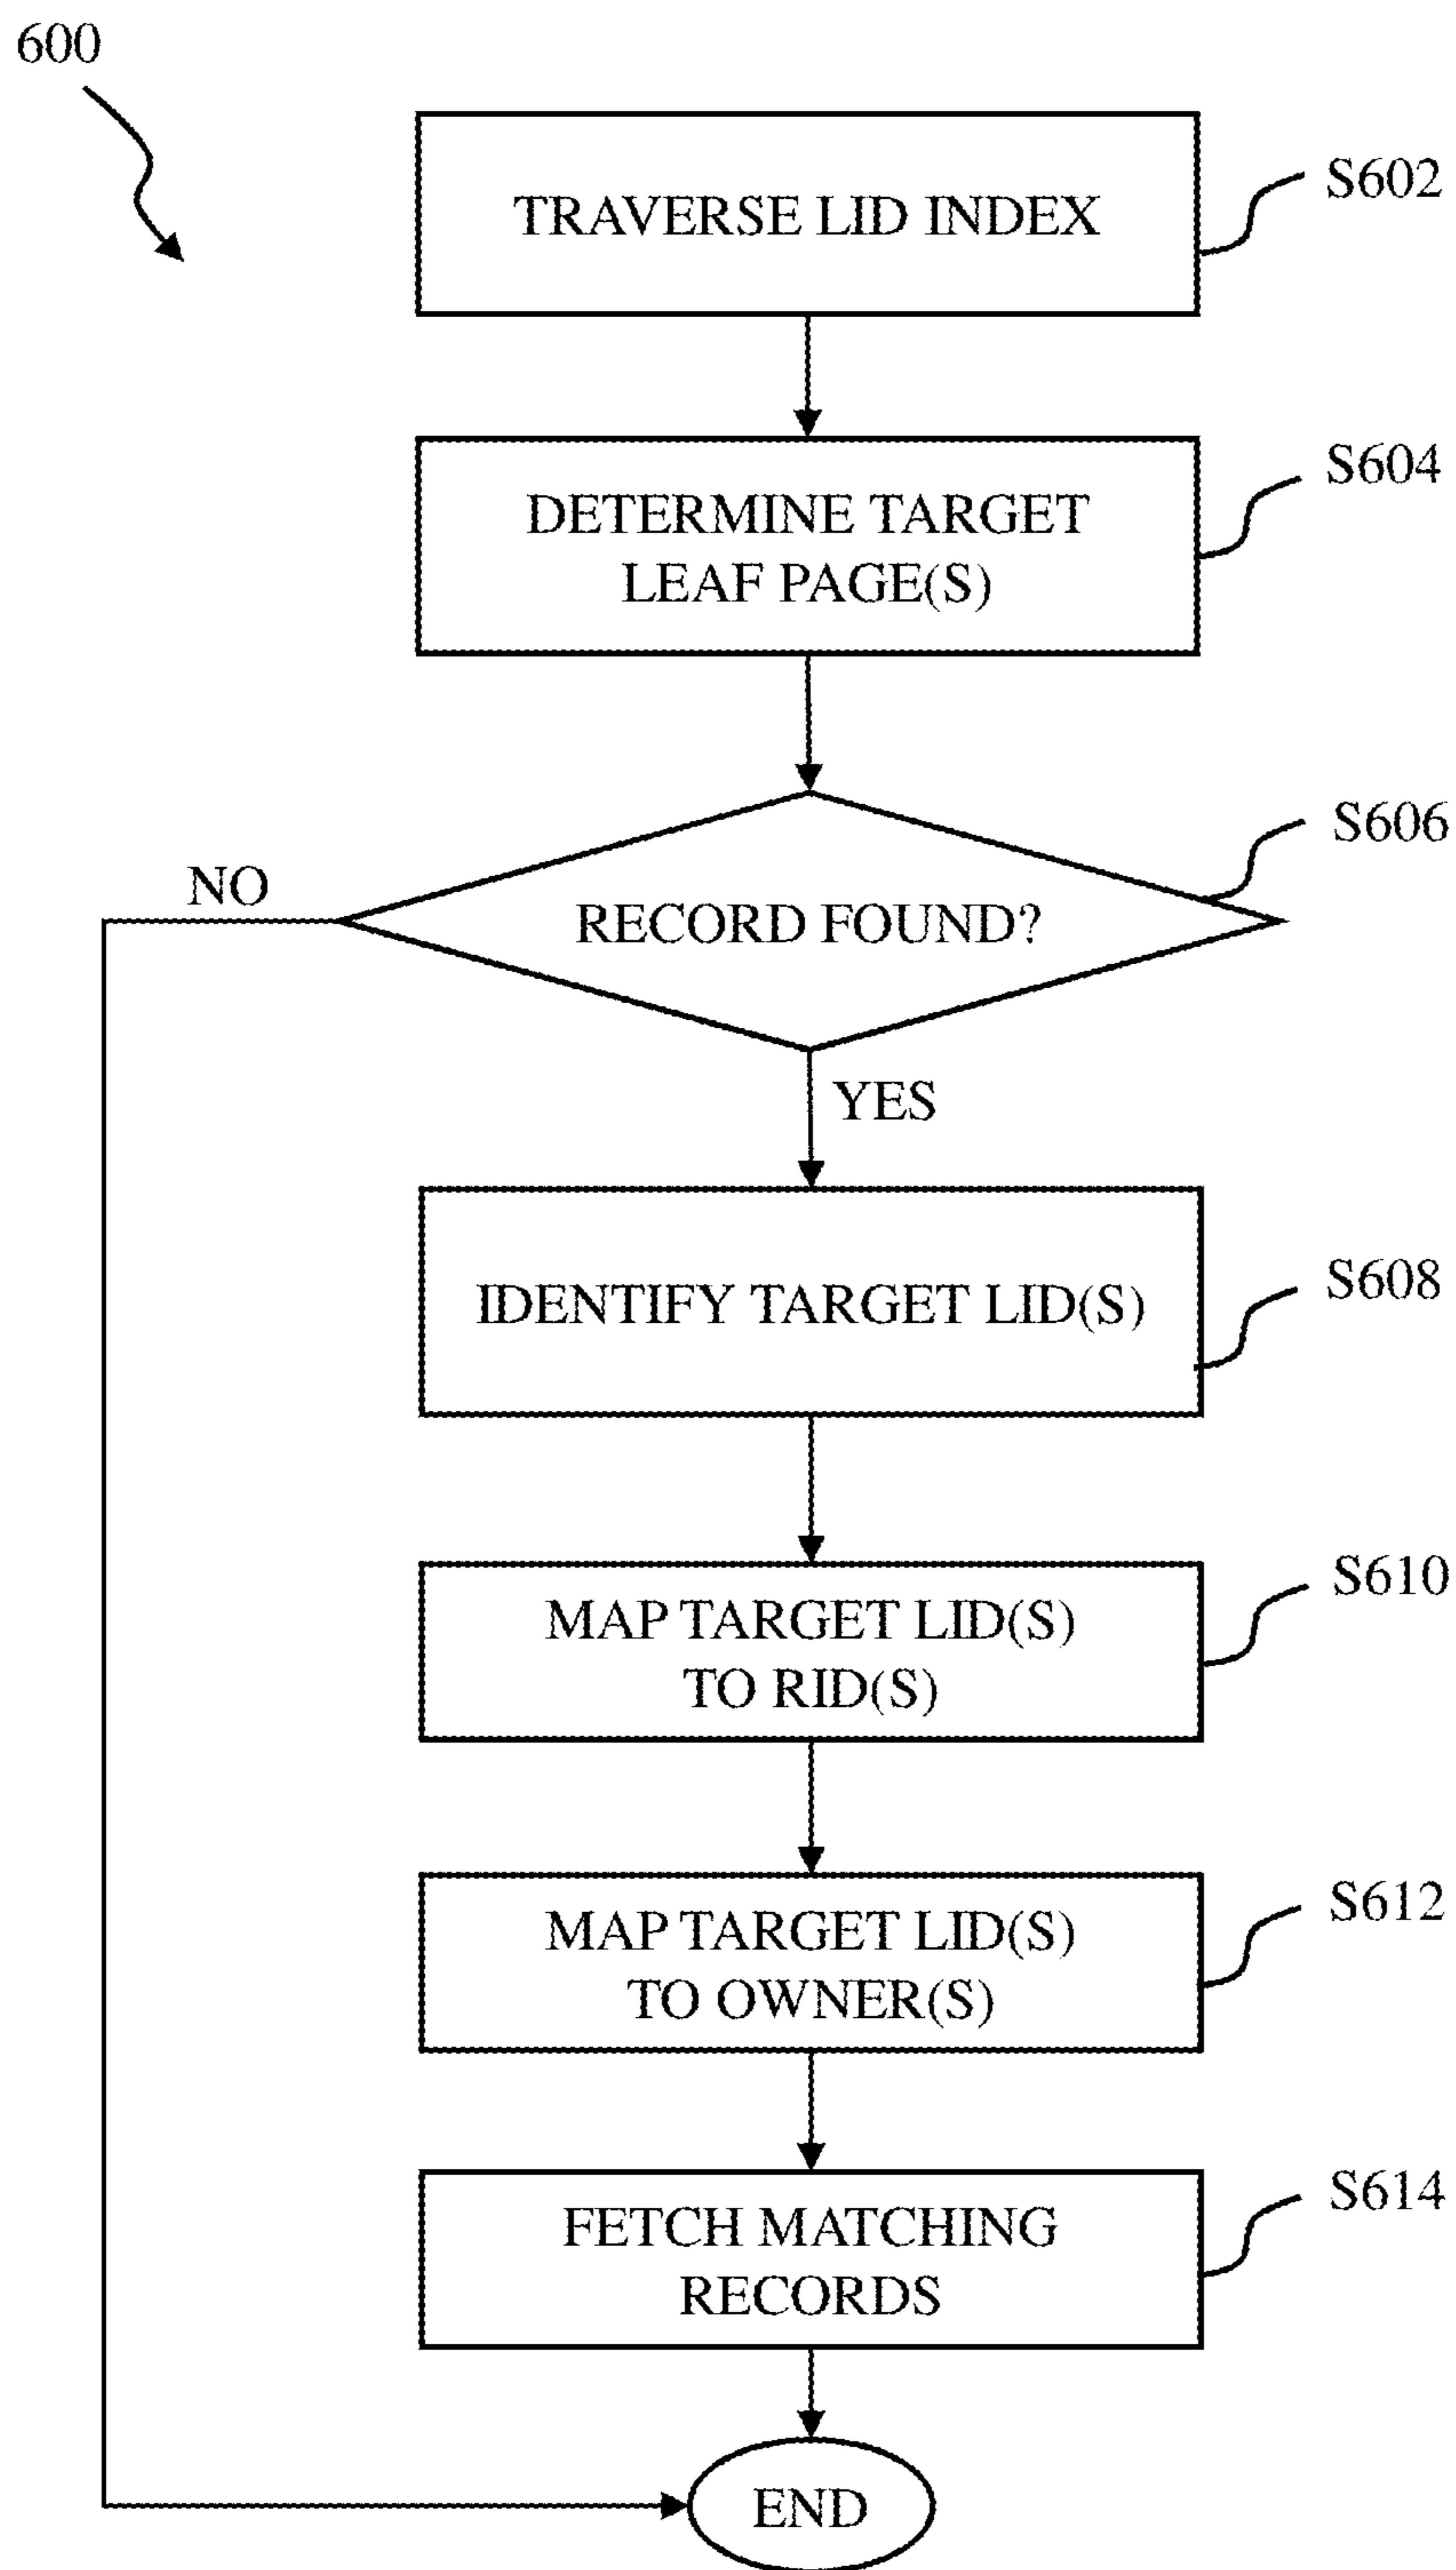 600
TRAVERSE LID INDEX
S602
DETERMINE TARGET
LEAF PAGE(S)
S604
RECORD FOUND?
S606
NO
YES
IDENTIFY TARGET LID(S)
S608
MAP TARGET LID(S)
TO RID(S)
S610
MAP TARGET LID(S)
TO OWNER(S)
S612
FETCH MATCHING
RECORDS
S614
END